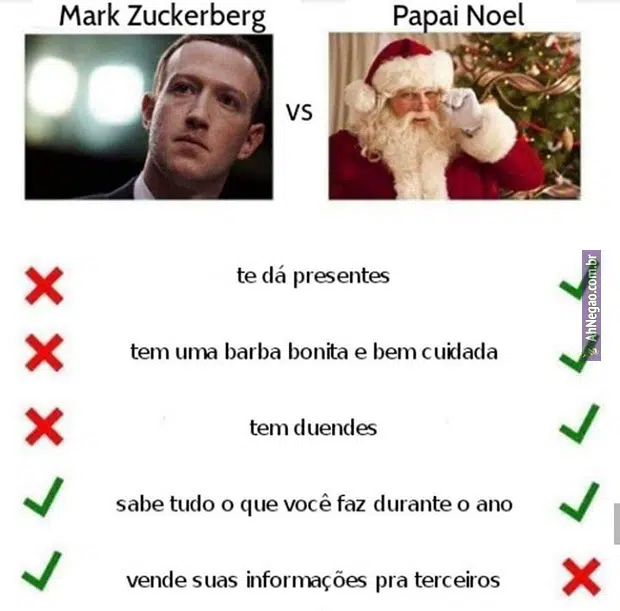 Mark Zuckerberg
Papai Noel
vs
te dá presentes
tem uma barba bonita e bem cuidada
tem duendes
sabe tudo o que você faz durante o ano
vende suas informações pra terceiros
AhNegao.com.br